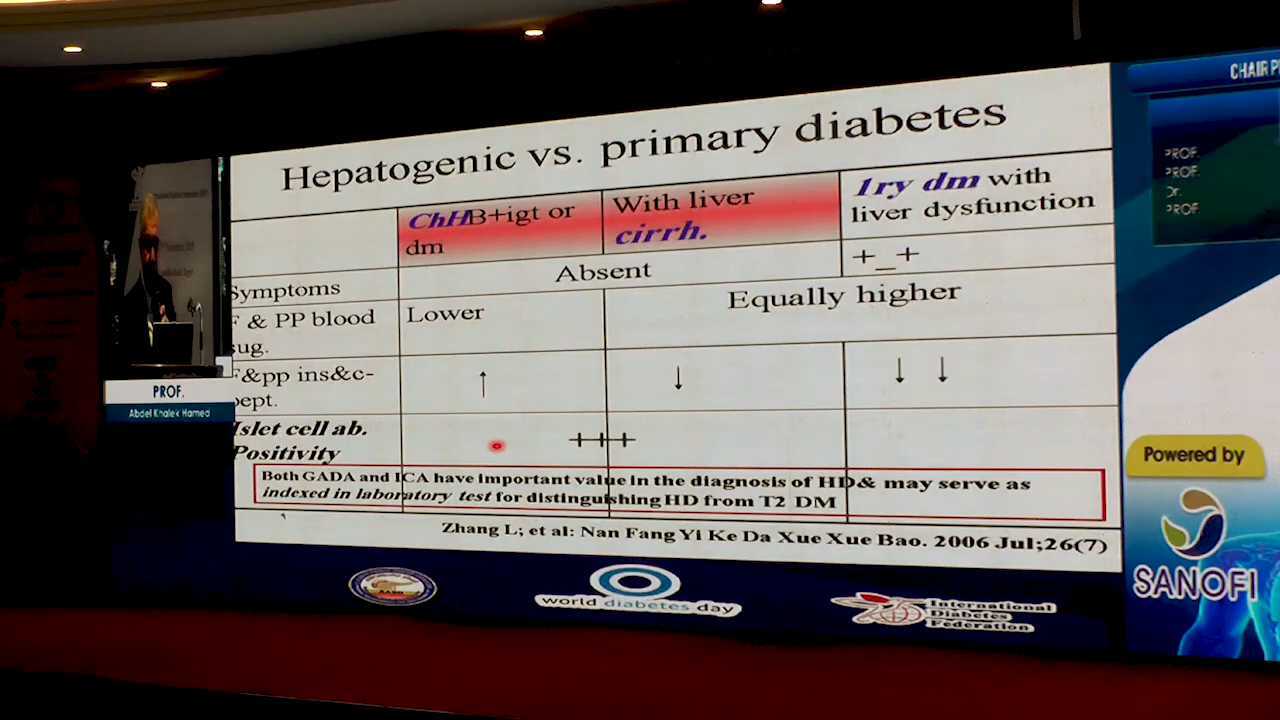 CHAIR P
PROF.
PROF.
Dr.
PROF.
Hepatogenic vs. primary diabetes
ChHB+igt or dm
With liver cirrh.
1ry dm with liver dysfunction
Symptoms
Absent
+_+
F & PP blood sug.
Lower
Equally higher
F&pp ins&c-pept.
↑
↓
↓ ↓
Islet cell ab. Positivity
+++
Both GADA and ICA have important value in the diagnosis of HD& may serve as
indexed in laboratory test for distinguishing HD from T2 DM
Zhang L; et al: Nan Fang Yi Ke Da Xue Xue Bao. 2006 Jul;26(7)
PROF.
Abdel Khalek Hamed
Powered by
SANOFI
world diabetes day
International
Diabetes
Federation